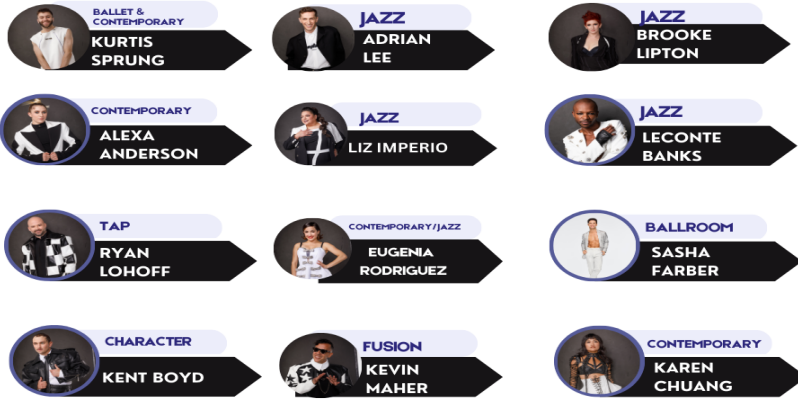 BALLET &
CONTEMPORARY
KURTIS
SPRUNG
JAZZ
ADRIAN
LEE
JAZZ
BROOKE
LIPTON
CONTEMPORARY
ALEXA
ANDERSON
JAZZ
LIZ IMPERIO
JAZZ
LECONTE
BANKS
TAP
RYAN
LOHOFF
CONTEMPORARY/JAZZ
EUGENIA
RODRIGUEZ
BALLROOM
SASHA
FARBER
CHARACTER
KENT BOYD
FUSION
KEVIN
MAHER
CONTEMPORARY
KAREN
CHUANG